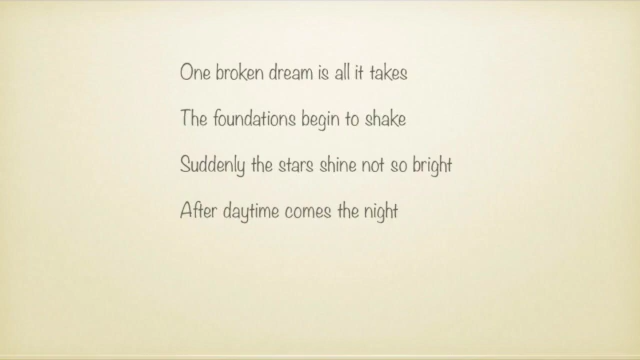 One broken dream is all it takes
The foundations begin to shake
Suddenly the stars shine not so bright
After daytime comes the night